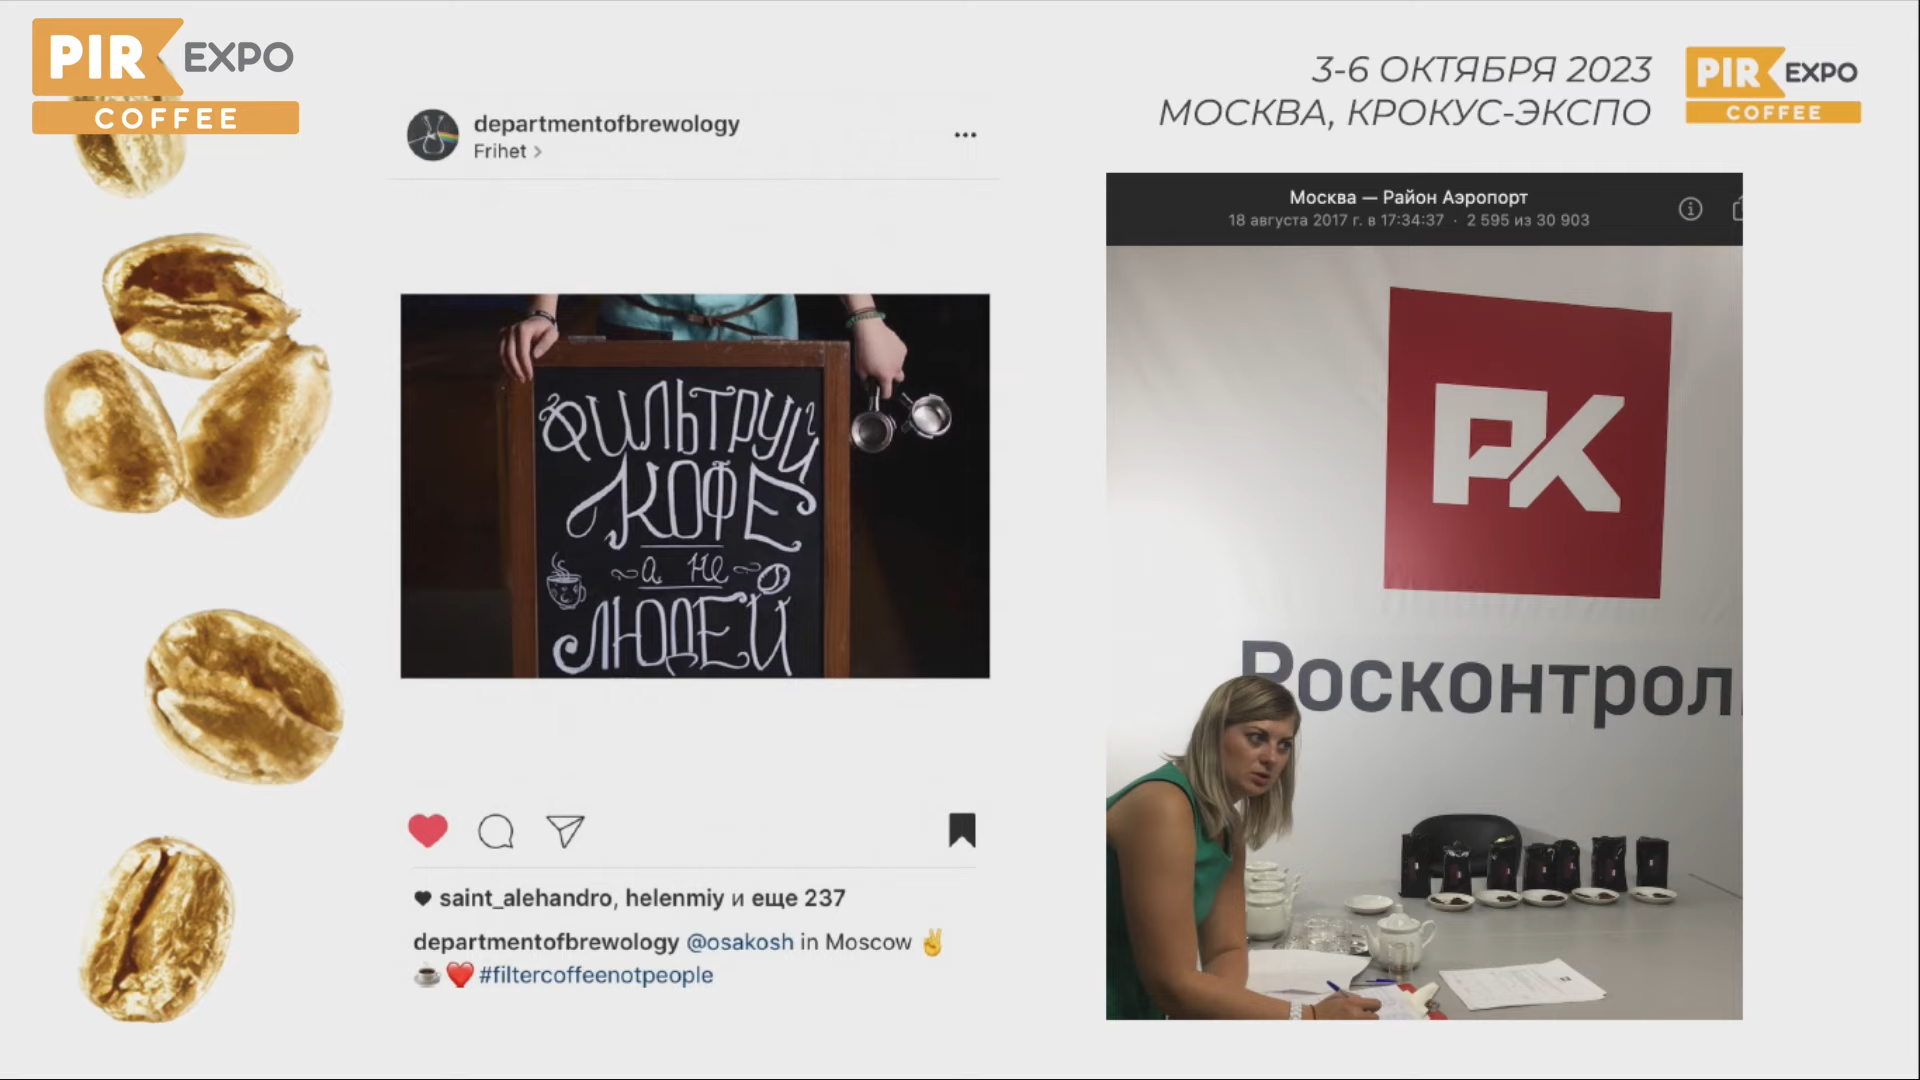 PIR EXPO
COFFEE
3-6 ОКТЯБРЯ 2023
МОСКВА, КРОКУС-ЭКСПО
PIR EXPO
COFFEE
departmentofbrewology
Frihet >
ФИЛЬТРУЙ
КОФЕ
а не
ЛЮДЕЙ
saint_alehandro, helenmiy и еще 237
departmentofbrewology @osakosh in Moscow ✌️
☕❤️ #filtercoffeenotpeople
Москва — Район Аэропорт
18 августа 2017 г. в 17:34:37 · 2 595 из 30 903
РК
Росконтрол